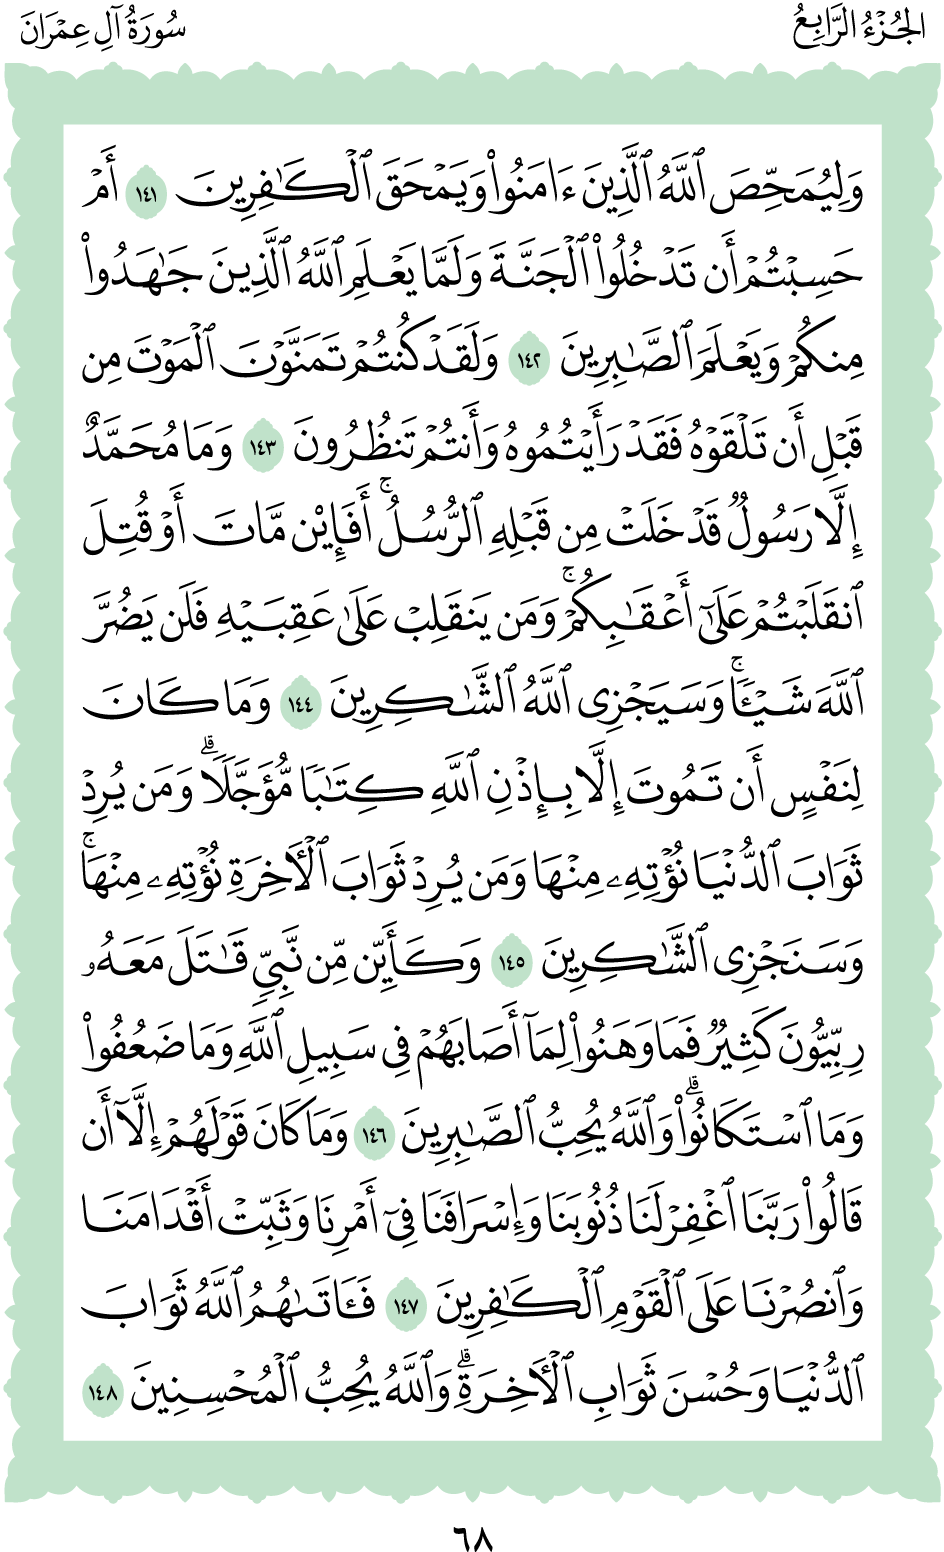 الجُزْءُ الرَّابِعُ
سُورَةُ آلِ عِمْرَانَ
وَلِيُمَحِّصَ ٱللَّهُ ٱلَّذِينَ ءَامَنُوا۟ وَيَمْحَقَ ٱلْكَـٰفِرِينَ ١٤١ أَمْ
حَسِبْتُمْ أَن تَدْخُلُوا۟ ٱلْجَنَّةَ وَلَمَّا يَعْلَمِ ٱللَّهُ ٱلَّذِينَ جَـٰهَدُوا۟
مِنكُمْ وَيَعْلَمَ ٱلصَّـٰبِرِينَ ١٤٢ وَلَقَدْ كُنتُمْ تَمَنَّوْنَ ٱلْمَوْتَ مِن
قَبْلِ أَن تَلْقَوْهُ فَقَدْ رَأَيْتُمُوهُ وَأَنتُمْ تَنظُرُونَ ١٤٣ وَمَا مُحَمَّدٌ
إِلَّا رَسُولٌ قَدْ خَلَتْ مِن قَبْلِهِ ٱلرُّسُلُ ۚ أَفَإِي۟ن مَّاتَ أَوْ قُتِلَ
ٱنقَلَبْتُمْ عَلَىٰٓ أَعْقَـٰبِكُمْ ۚ وَمَن يَنقَلِبْ عَلَىٰ عَقِبَيْهِ فَلَن يَضُرَّ
ٱللَّهَ شَيْـًٔا ۗ وَسَيَجْزِى ٱللَّهُ ٱلشَّـٰكِرِينَ ١٤٤ وَمَا كَانَ
لِنَفْسٍ أَن تَمُوتَ إِلَّا بِإِذْنِ ٱللَّهِ كِتَـٰبًا مُّؤَجَّلًا ۗ وَمَن يُرِدْ
ثَوَابَ ٱلدُّنْيَا نُؤْتِهِۦ مِنْهَا وَمَن يُرِدْ ثَوَابَ ٱلْـَٔاخِرَةِ نُؤْتِهِۦ مِنْهَا ۚ
وَسَنَجْزِى ٱلشَّـٰكِرِينَ ١٤٥ وَكَأَيِّن مِّن نَّبِىٍّ قَـٰتَلَ مَعَهُۥ
رِبِّيُّونَ كَثِيرٌ فَمَا وَهَنُوا۟ لِمَآ أَصَابَهُمْ فِى سَبِيلِ ٱللَّهِ وَمَا ضَعُفُوا۟
وَمَا ٱسْتَكَانُوا۟ ۗ وَٱللَّهُ يُحِبُّ ٱلصَّـٰبِرِينَ ١٤٦ وَمَا كَانَ قَوْلَهُمْ إِلَّآ أَن
قَالُوا۟ رَبَّنَا ٱغْفِرْ لَنَا ذُنُوبَنَا وَإِسْرَافَنَا فِىٓ أَمْرِنَا وَثَبِّتْ أَقْدَامَنَا
وَٱنصُرْنَا عَلَى ٱلْقَوْمِ ٱلْكَـٰفِرِينَ ١٤٧ فَـَٔاتَىٰهُمُ ٱللَّهُ ثَوَابَ
ٱلدُّنْيَا وَحُسْنَ ثَوَابِ ٱلْـَٔاخِرَةِ ۗ وَٱللَّهُ يُحِبُّ ٱلْمُحْسِنِينَ ١٤٨
٦٨